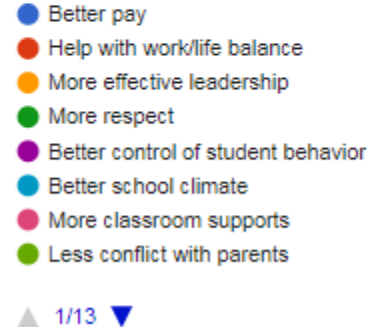 Better pay
Help with work/life balance
More effective leadership
More respect
Better control of student behavior
Better school climate
More classroom supports
Less conflict with parents
1/13